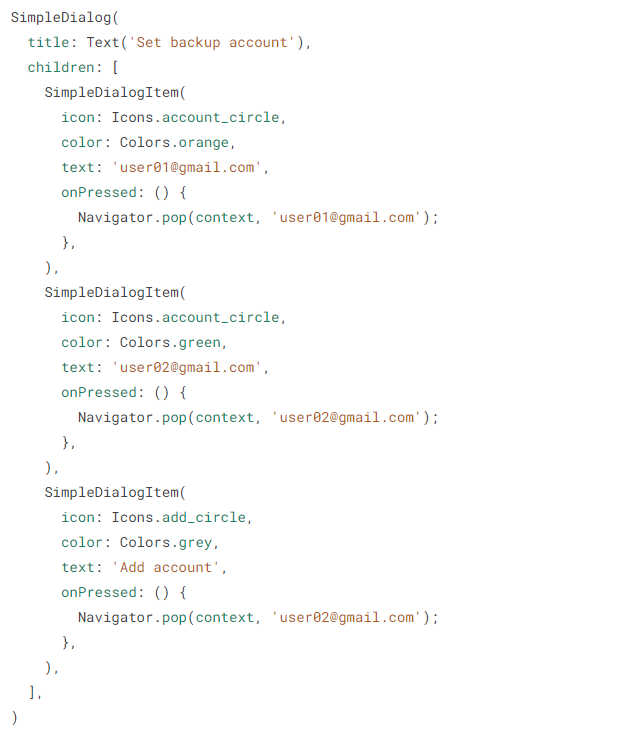 SimpleDialog(
  title: Text('Set backup account'),
  children: [
    SimpleDialogItem(
      icon: Icons.account_circle,
      color: Colors.orange,
      text: 'user01@gmail.com',
      onPressed: () {
        Navigator.pop(context, 'user01@gmail.com');
      },
    ),
    SimpleDialogItem(
      icon: Icons.account_circle,
      color: Colors.green,
      text: 'user02@gmail.com',
      onPressed: () {
        Navigator.pop(context, 'user02@gmail.com');
      },
    ),
    SimpleDialogItem(
      icon: Icons.add_circle,
      color: Colors.grey,
      text: 'Add account',
      onPressed: () {
        Navigator.pop(context, 'user02@gmail.com');
      },
    ),
  ],
)